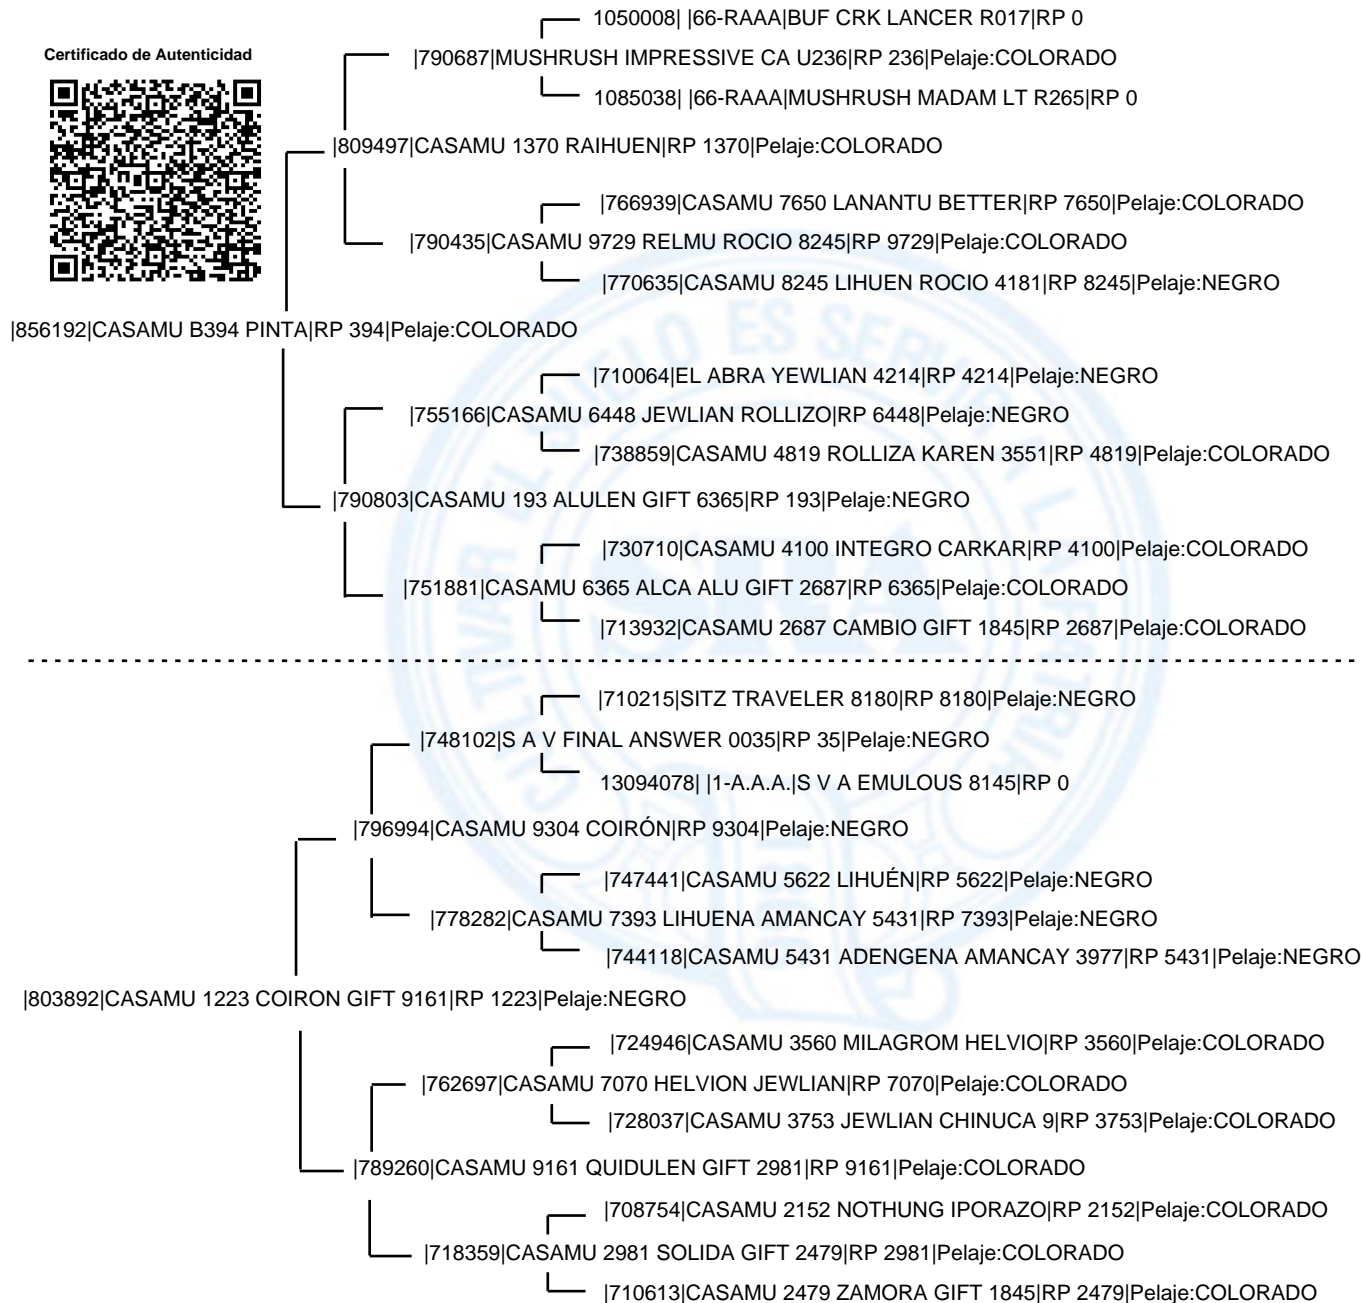 1050008| |66-RAAA|BUF CRK LANCER R017|RP 0
Certificado de Autenticidad
|790687|MUSHRUSH IMPRESSIVE CA U236|RP 236|Pelaje:COLORADO
1085038| |66-RAAA|MUSHRUSH MADAM LT R265|RP 0
|809497|CASAMU 1370 RAIHUEN|RP 1370|Pelaje:COLORADO
|766939|CASAMU 7650 LANANTU BETTER|RP 7650|Pelaje:COLORADO
|790435|CASAMU 9729 RELMU ROCIO 8245|RP 9729|Pelaje:COLORADO
|770635|CASAMU 8245 LIHUEN ROCIO 4181|RP 8245|Pelaje:NEGRO
|856192|CASAMU B394 PINTA|RP 394|Pelaje:COLORADO
|710064|EL ABRA YEWLIAN 4214|RP 4214|Pelaje:NEGRO
|755166|CASAMU 6448 JEWLIAN ROLLIZO|RP 6448|Pelaje:NEGRO
|738859|CASAMU 4819 ROLLIZA KAREN 3551|RP 4819|Pelaje:COLORADO
|790803|CASAMU 193 ALULEN GIFT 6365|RP 193|Pelaje:NEGRO
|730710|CASAMU 4100 INTEGRO CARKAR|RP 4100|Pelaje:COLORADO
|751881|CASAMU 6365 ALCA ALU GIFT 2687|RP 6365|Pelaje:COLORADO
|713932|CASAMU 2687 CAMBIO GIFT 1845|RP 2687|Pelaje:COLORADO
|710215|SITZ TRAVELER 8180|RP 8180|Pelaje:NEGRO
|748102|S A V FINAL ANSWER 0035|RP 35|Pelaje:NEGRO
13094078| |1-A.A.A.|S V A EMULOUS 8145|RP 0
|796994|CASAMU 9304 COIRÓN|RP 9304|Pelaje:NEGRO
|747441|CASAMU 5622 LIHUÉN|RP 5622|Pelaje:NEGRO
|778282|CASAMU 7393 LIHUENA AMANCAY 5431|RP 7393|Pelaje:NEGRO
|744118|CASAMU 5431 ADENGENA AMANCAY 3977|RP 5431|Pelaje:NEGRO
|803892|CASAMU 1223 COIRON GIFT 9161|RP 1223|Pelaje:NEGRO
|724946|CASAMU 3560 MILAGROM HELVIO|RP 3560|Pelaje:COLORADO
|762697|CASAMU 7070 HELVION JEWLIAN|RP 7070|Pelaje:COLORADO
|728037|CASAMU 3753 JEWLIAN CHINUCA 9|RP 3753|Pelaje:COLORADO
|789260|CASAMU 9161 QUIDULEN GIFT 2981|RP 9161|Pelaje:COLORADO
|708754|CASAMU 2152 NOTHUNG IPORAZO|RP 2152|Pelaje:COLORADO
|718359|CASAMU 2981 SOLIDA GIFT 2479|RP 2981|Pelaje:COLORADO
|710613|CASAMU 2479 ZAMORA GIFT 1845|RP 2479|Pelaje:COLORADO
CULTIVAR EL SUELO ES SERVIR A LA PATRIA
SRA